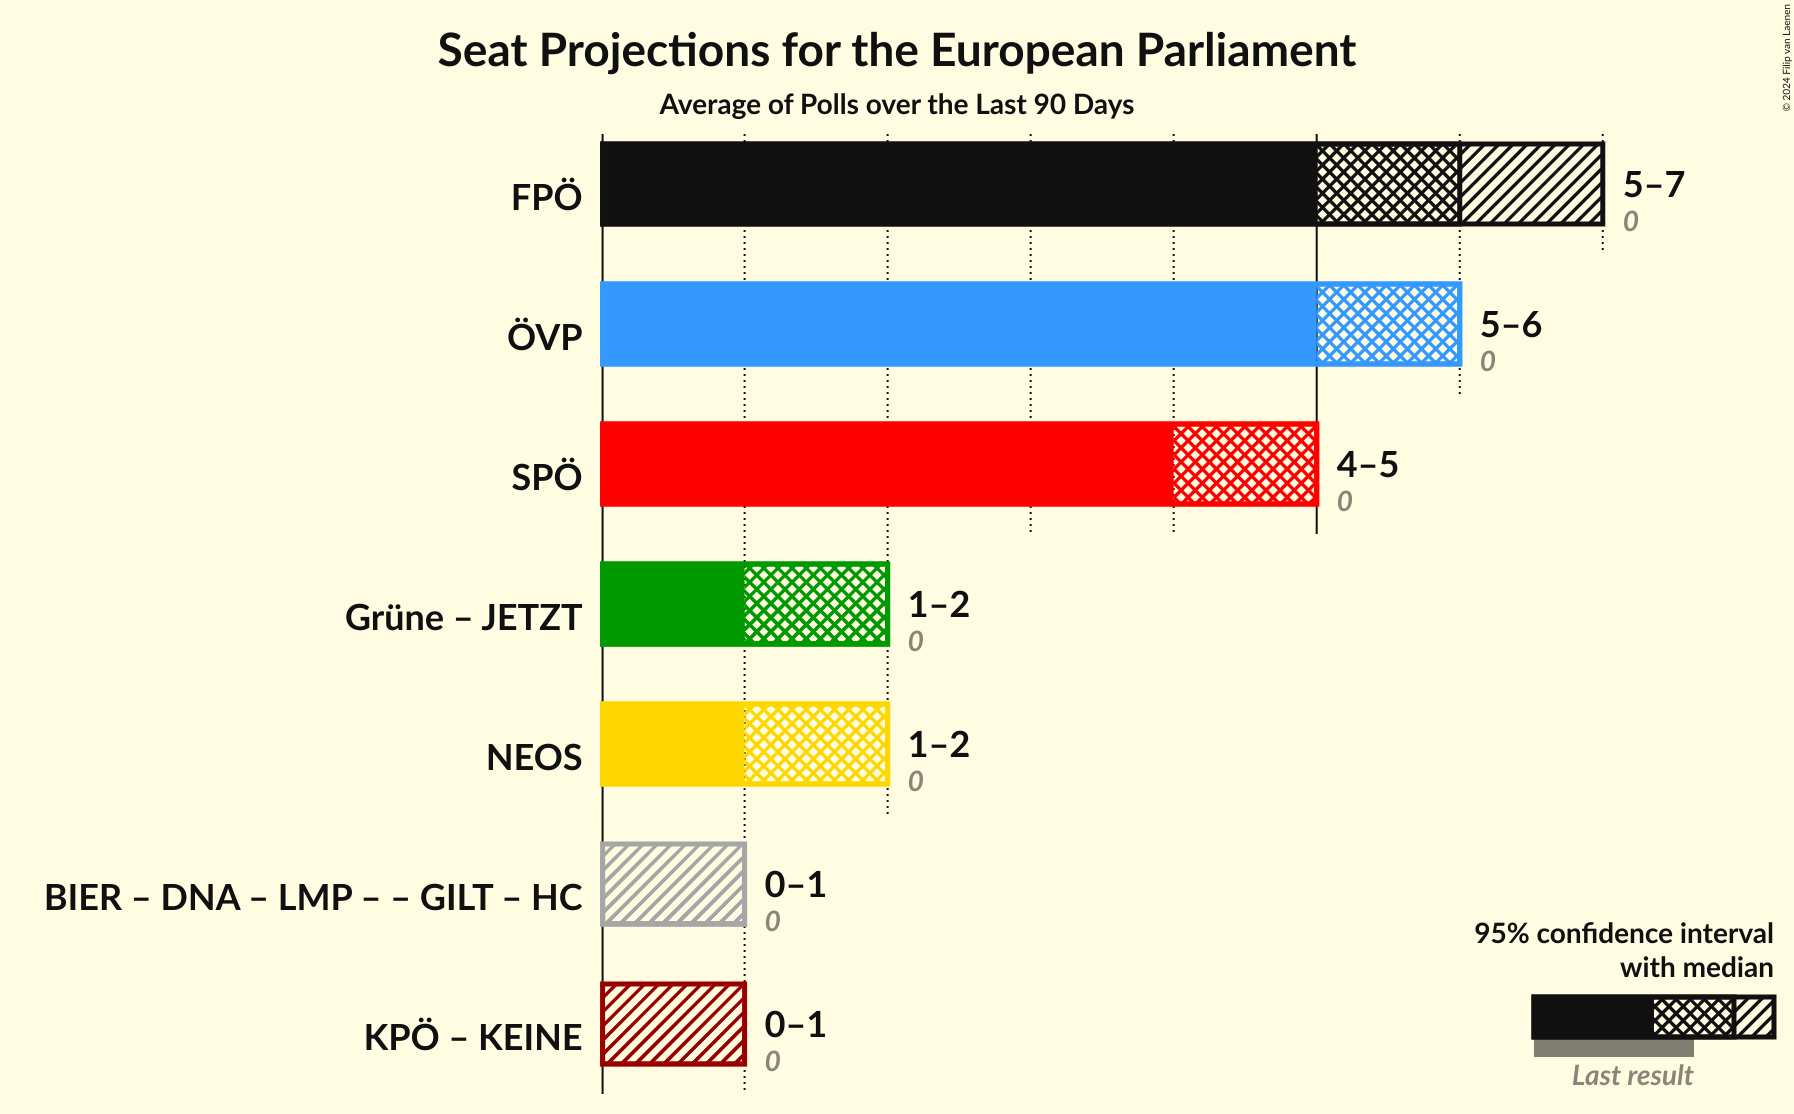 Seat Projections for the European Parliament
Average of Polls over the Last 90 Days
© 2024 Filip van Laenen
FPÖ
5–7
0
ÖVP
5–6
0
SPÖ
4–5
0
Grüne – JETZT
1–2
0
NEOS
1–2
0
BIER – DNA – LMP – – GILT – HC
0–1
0
KPÖ – KEINE
0–1
0
95% confidence interval
with median
Last result